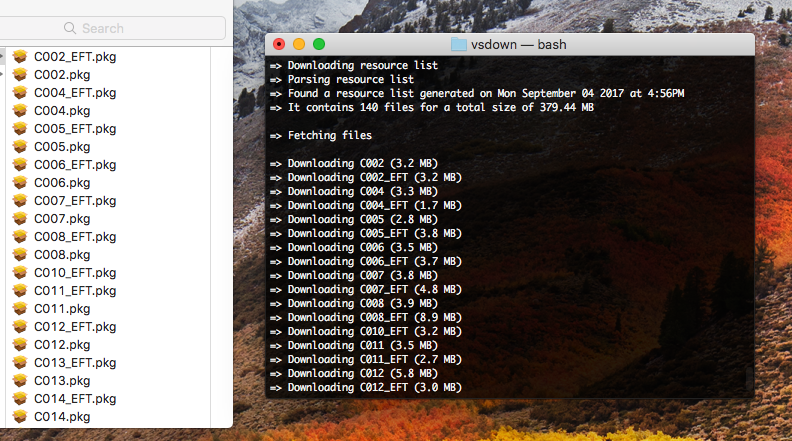 Search
C002_EFT.pkg
C002.pkg
C004_EFT.pkg
C004.pkg
C005_EFT.pkg
C005.pkg
C006_EFT.pkg
C006.pkg
C007_EFT.pkg
C007.pkg
C008_EFT.pkg
C008.pkg
C010_EFT.pkg
C011_EFT.pkg
C011.pkg
C012_EFT.pkg
C012.pkg
C013_EFT.pkg
C013.pkg
C014_EFT.pkg
C014.pkg
vsdown — bash
=> Downloading resource list
=> Parsing resource list
=> Found a resource list generated on Mon September 04 2017 at 4:56PM
=> It contains 140 files for a total size of 379.44 MB
=> Fetching files
=> Downloading C002 (3.2 MB)
=> Downloading C002_EFT (3.2 MB)
=> Downloading C004 (3.3 MB)
=> Downloading C004_EFT (1.7 MB)
=> Downloading C005 (2.8 MB)
=> Downloading C005_EFT (3.8 MB)
=> Downloading C006 (3.5 MB)
=> Downloading C006_EFT (3.7 MB)
=> Downloading C007 (3.8 MB)
=> Downloading C007_EFT (4.8 MB)
=> Downloading C008 (3.9 MB)
=> Downloading C008_EFT (8.9 MB)
=> Downloading C010_EFT (3.2 MB)
=> Downloading C011 (3.5 MB)
=> Downloading C011_EFT (2.7 MB)
=> Downloading C012 (5.8 MB)
=> Downloading C012_EFT (3.0 MB)